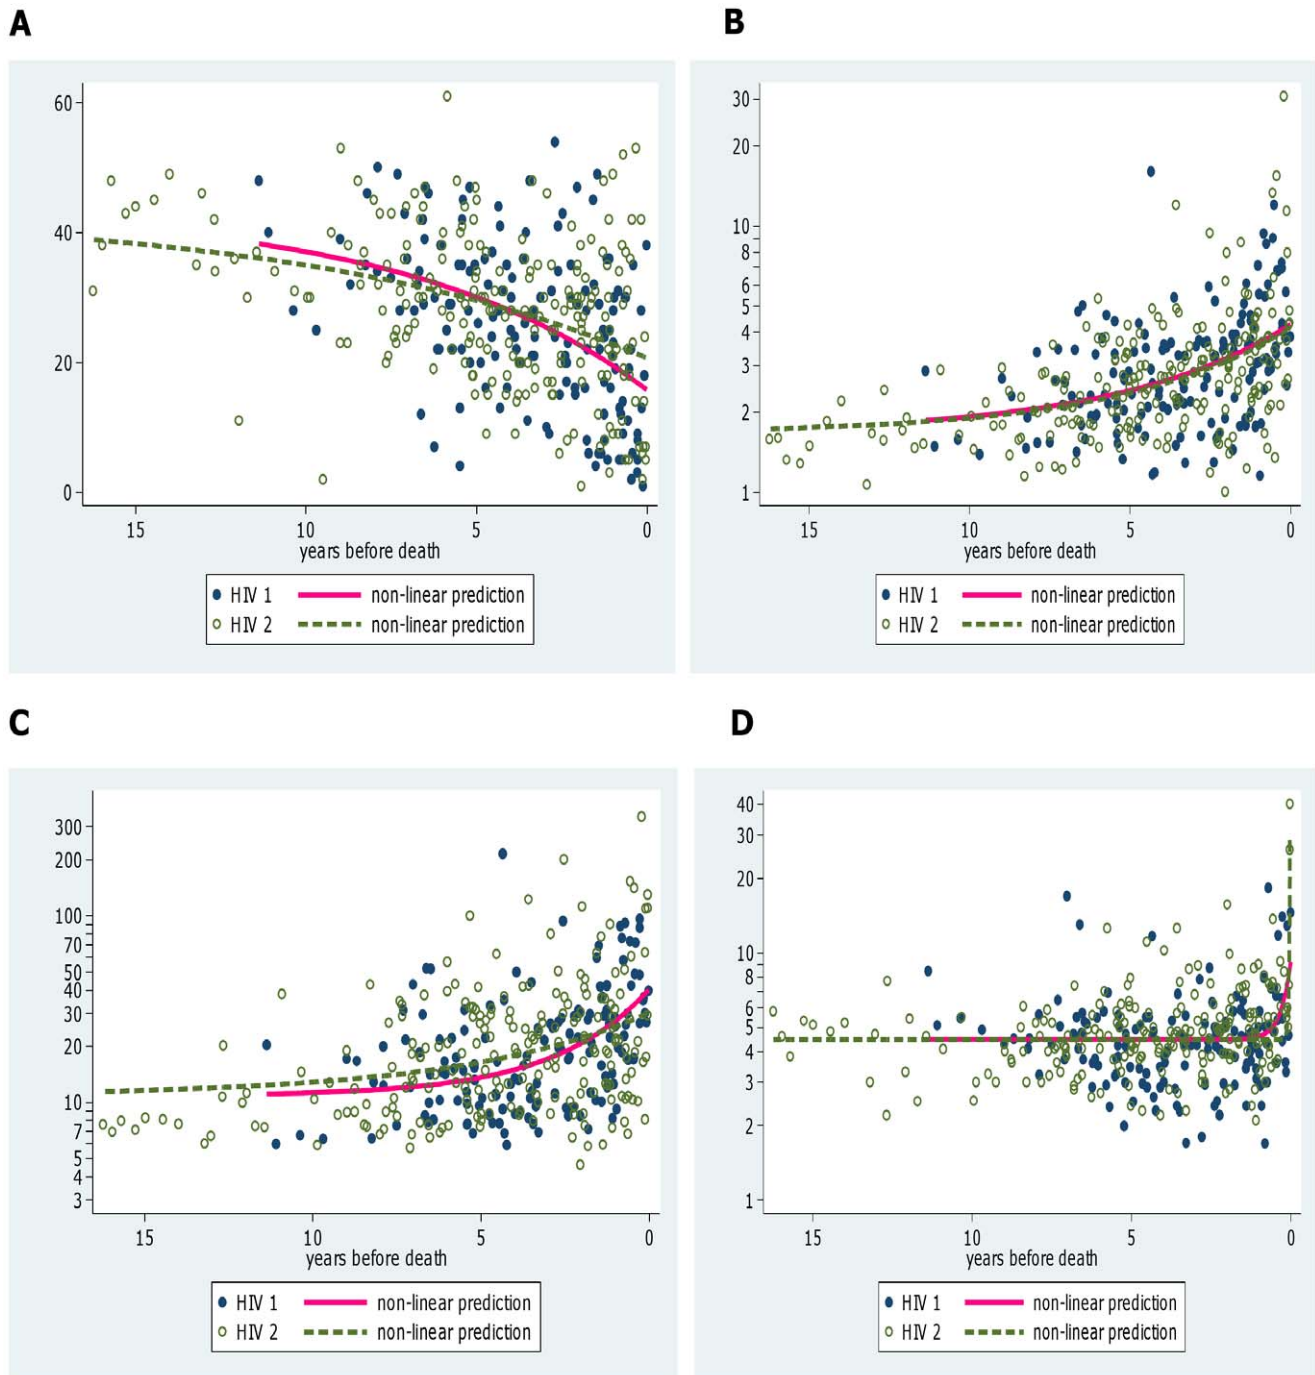 A
60
40
20
0
15 10 5 0
years before death
HIV 1 non-linear prediction
HIV 2 non-linear prediction
B
30
20
10
8
6
5
4
3
2
1
15 10 5 0
years before death
HIV 1 non-linear prediction
HIV 2 non-linear prediction
C
300
200
100
70
50
40
30
20
10
7
5
4
3
15 10 5 0
years before death
HIV 1 non-linear prediction
HIV 2 non-linear prediction
D
40
30
20
10
8
6
5
4
3
2
1
15 10 5 0
years before death
HIV 1 non-linear prediction
HIV 2 non-linear prediction